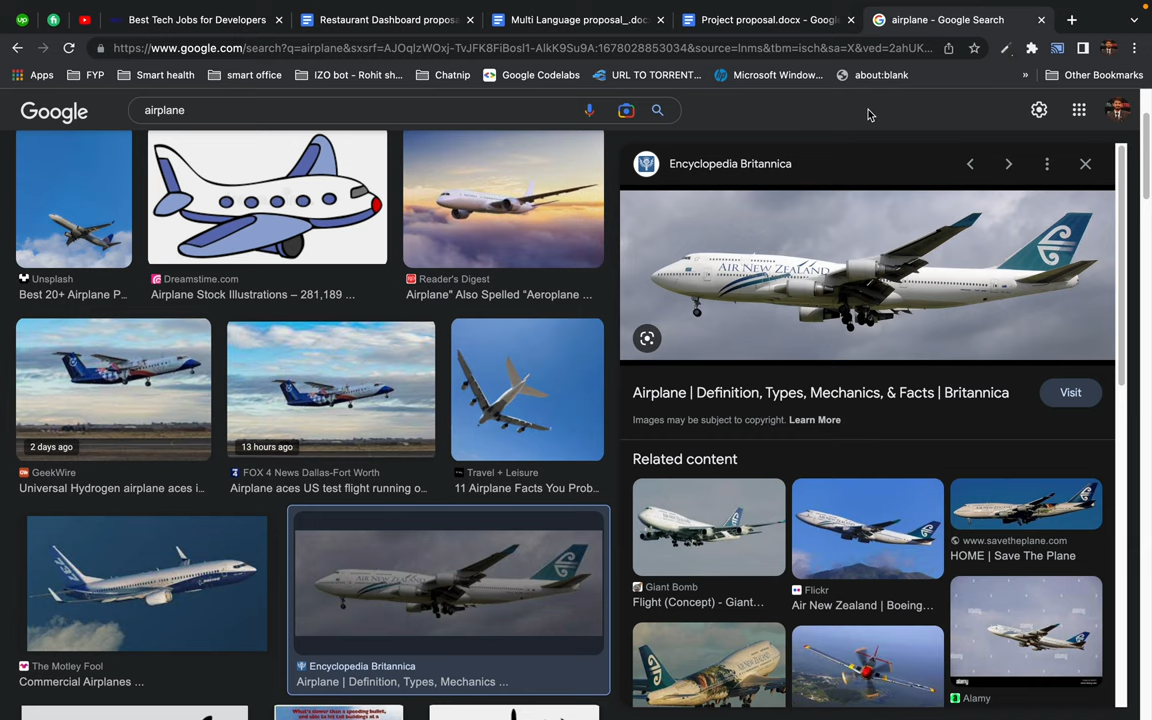 Best Tech Jobs for Developers
Restaurant Dashboard propos
Multi Language proposal_.doc
Project proposal.docx - Goog
airplane - Google Search
https://www.google.com/search?q=airplane&sxsrf=AJOqlzWOxj-TvJFK8FiBosl1-AlkK9Su9A:1678028853034&source=lnms&tbm=isch&sa=X&ved=2ahUK...
Apps
FYP
Smart health
smart office
IZO bot - Rohit sh...
Chatnip
Google Codelabs
URL TO TORRENT...
Microsoft Window...
about:blank
»
Other Bookmarks
Google
airplane
Unsplash
Best 20+ Airplane P...
Dreamstime.com
Airplane Stock Illustrations – 281,189 ...
Reader's Digest
Airplane" Also Spelled “Aeroplane ...
2 days ago
GeekWire
Universal Hydrogen airplane aces i...
13 hours ago
FOX 4 News Dallas-Fort Worth
Airplane aces US test flight running o...
Travel + Leisure
11 Airplane Facts You Prob...
The Motley Fool
Commercial Airplanes ...
AIR NEW ZEALAND
Encyclopedia Britannica
Airplane | Definition, Types, Mechanics ...
Encyclopedia Britannica
AIR NEW ZEALAND
Airplane | Definition, Types, Mechanics, & Facts | Britannica
Visit
Images may be subject to copyright. Learn More
Related content
Giant Bomb
Flight (Concept) - Giant...
Flickr
Air New Zealand | Boeing...
www.savetheplane.com
HOME | Save The Plane
alamy
Alamy